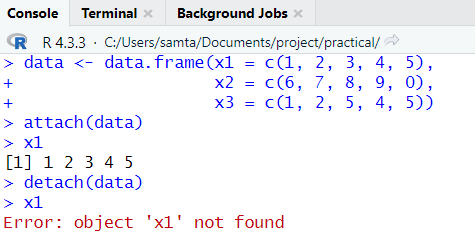 Console Terminal × Background Jobs ×
R R 4.3.3 · C:/Users/samta/Documents/project/practical/
> data <- data.frame(x1 = c(1, 2, 3, 4, 5),
+                    x2 = c(6, 7, 8, 9, 0),
+                    x3 = c(1, 2, 5, 4, 5))
> attach(data)
> x1
[1] 1 2 3 4 5
> detach(data)
> x1
Error: object 'x1' not found